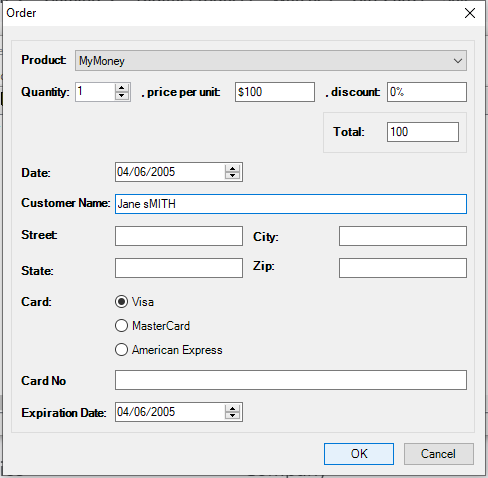 Order
Product: MyMoney
Quantity: 1 , price per unit: $100 , discount: 0%
Total: 100
Date: 04/06/2005
Customer Name: Jane sMITH
Street: City:
State: Zip:
Card: Visa
MasterCard
American Express
Card No
Expiration Date: 04/06/2005
OK Cancel